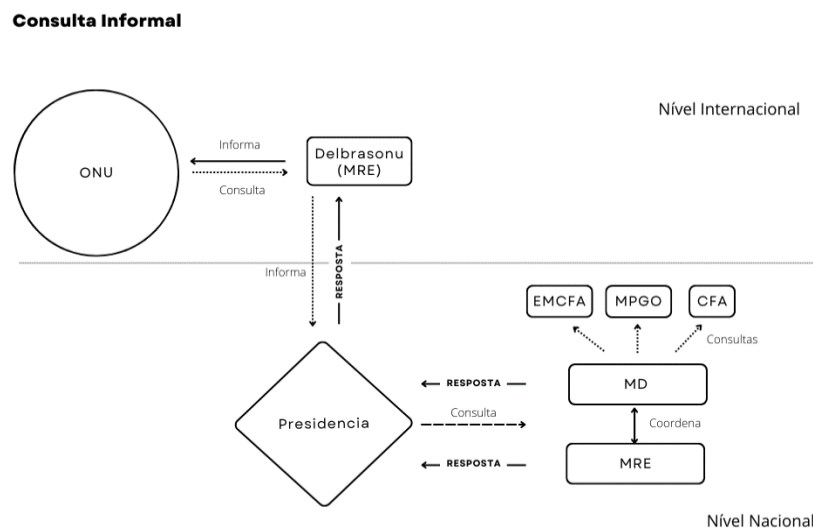 Consulta Informal
Nível Internacional
Informa
Delbrasonu
(MRE)
ONU
Consulta
Informa
RESPOSTA
EMCFA
MPGO
CFA
Consultas
RESPOSTA
MD
Consulta
Presidencia
Coordena
RESPOSTA
MRE
Nível Nacional